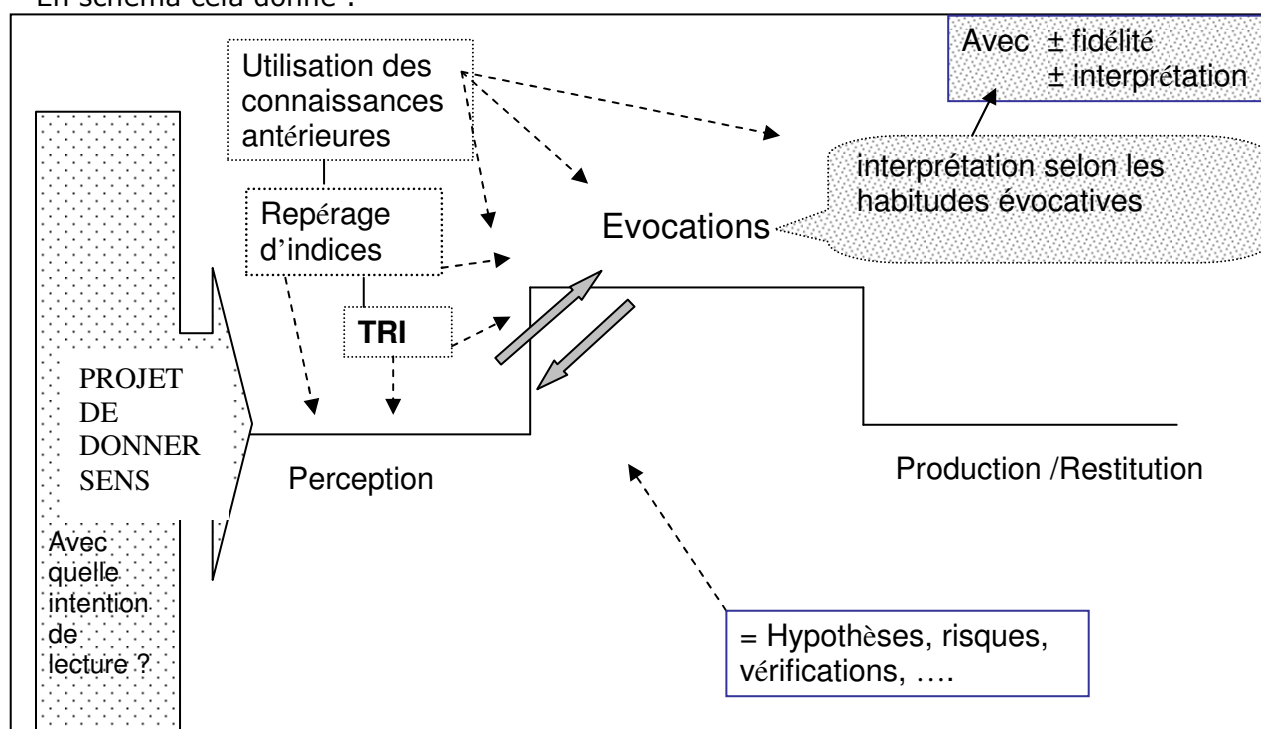 En schéma cela donne :
Utilisation des
connaissances
antérieures
Avec ± fidélité
± interprétation
interprétation selon les
habitudes évocatives
Repérage
d'indices
Evocations
TRI
PROJET
DE
DONNER
SENS
Perception
Production /Restitution
Avec
quelle
intention
de
lecture ?
= Hypothèses, risques,
vérifications, ....